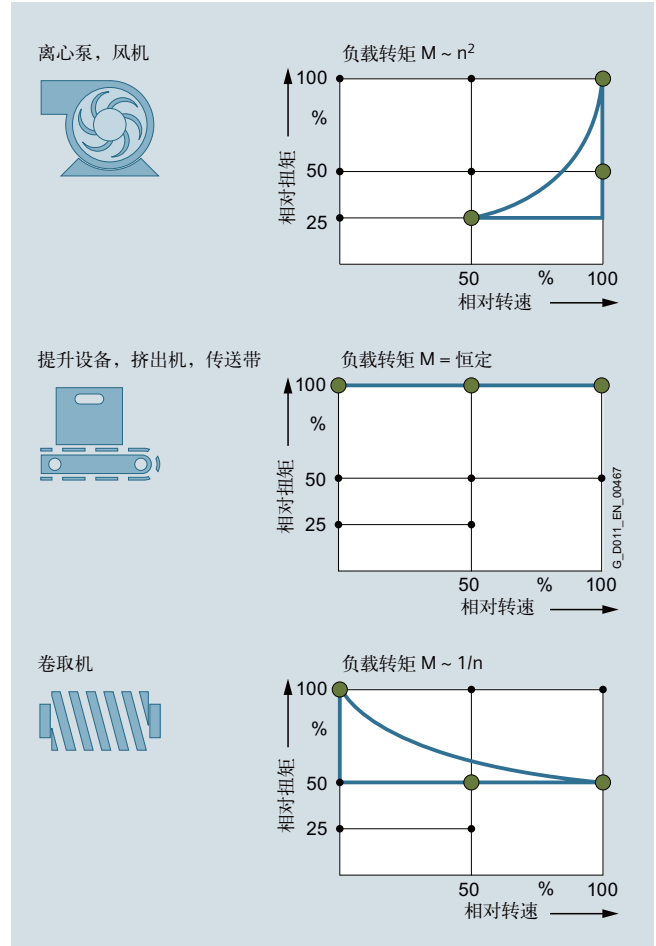 离心泵，风机
负载转矩 M ~ n²
100
%
50
25
相对扭矩
50 % 100
相对转速
提升设备，挤出机，传送带
负载转矩 M = 恒定
100
%
50
25
相对扭矩
50 % 100
相对转速
G_D011_EN_00467
卷取机
负载转矩 M ~ 1/n
100
%
50
25
相对扭矩
50 % 100
相对转速